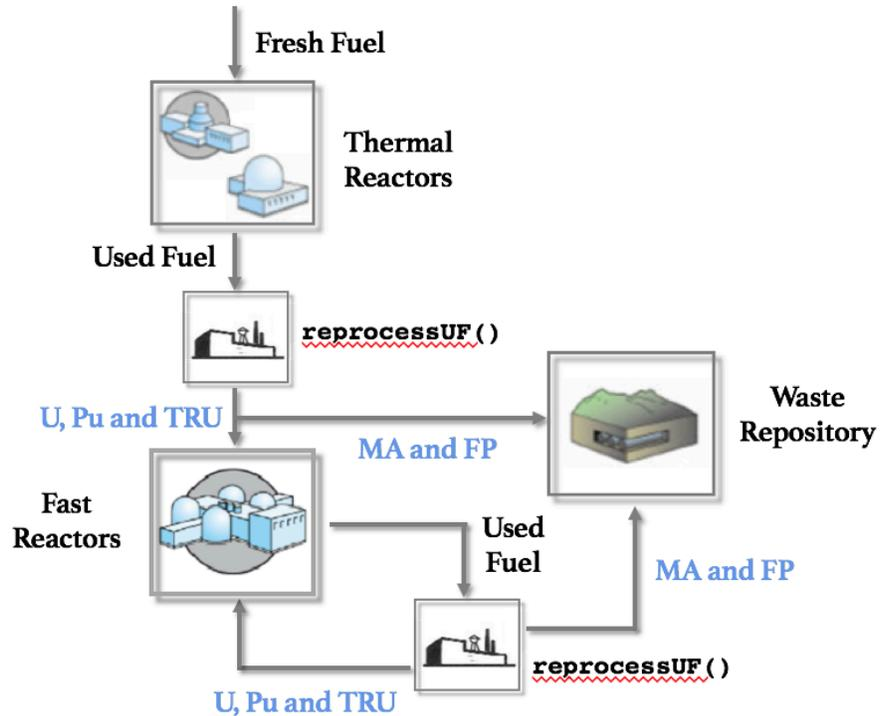 Fresh Fuel
Thermal
Reactors
Used Fuel
reprocessUF()
U, Pu and TRU
MA and FP
Waste
Repository
Fast
Reactors
Used
Fuel
MA and FP
reprocessUF()
U, Pu and TRU